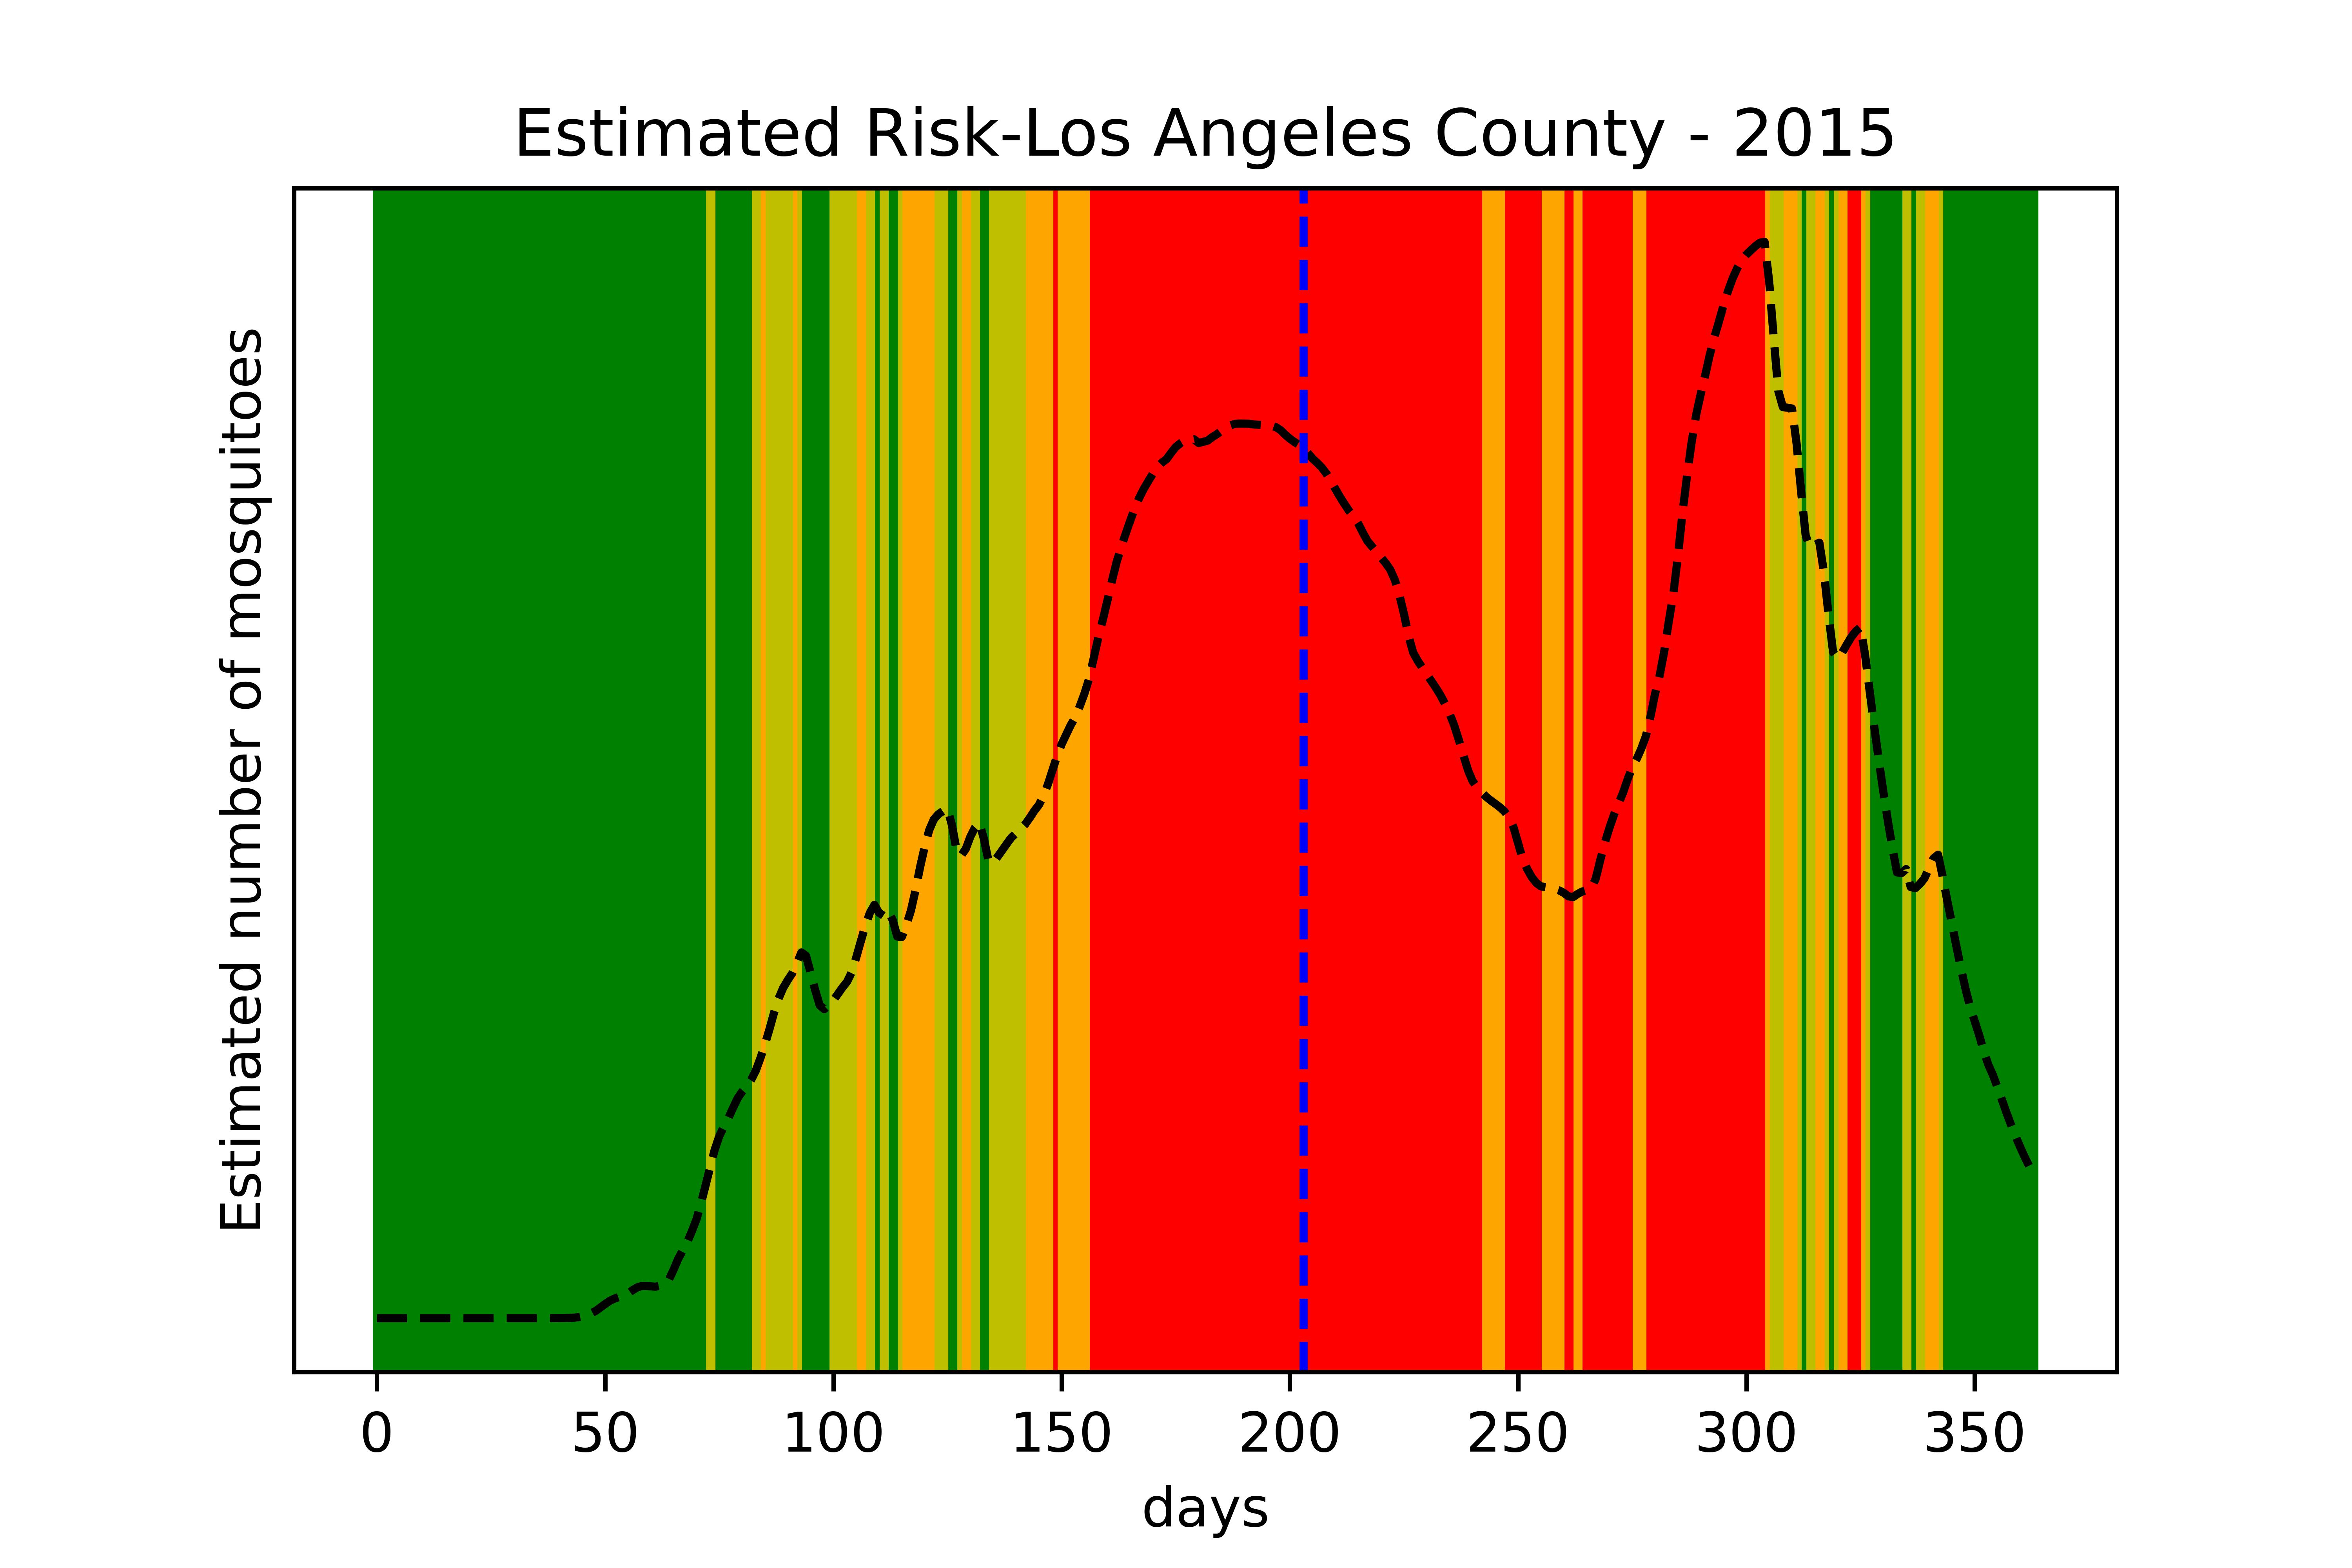 Estimated Risk-Los Angeles County - 2015
Estimated number of mosquitoes
0 50 100 150 200 250 300 350
days